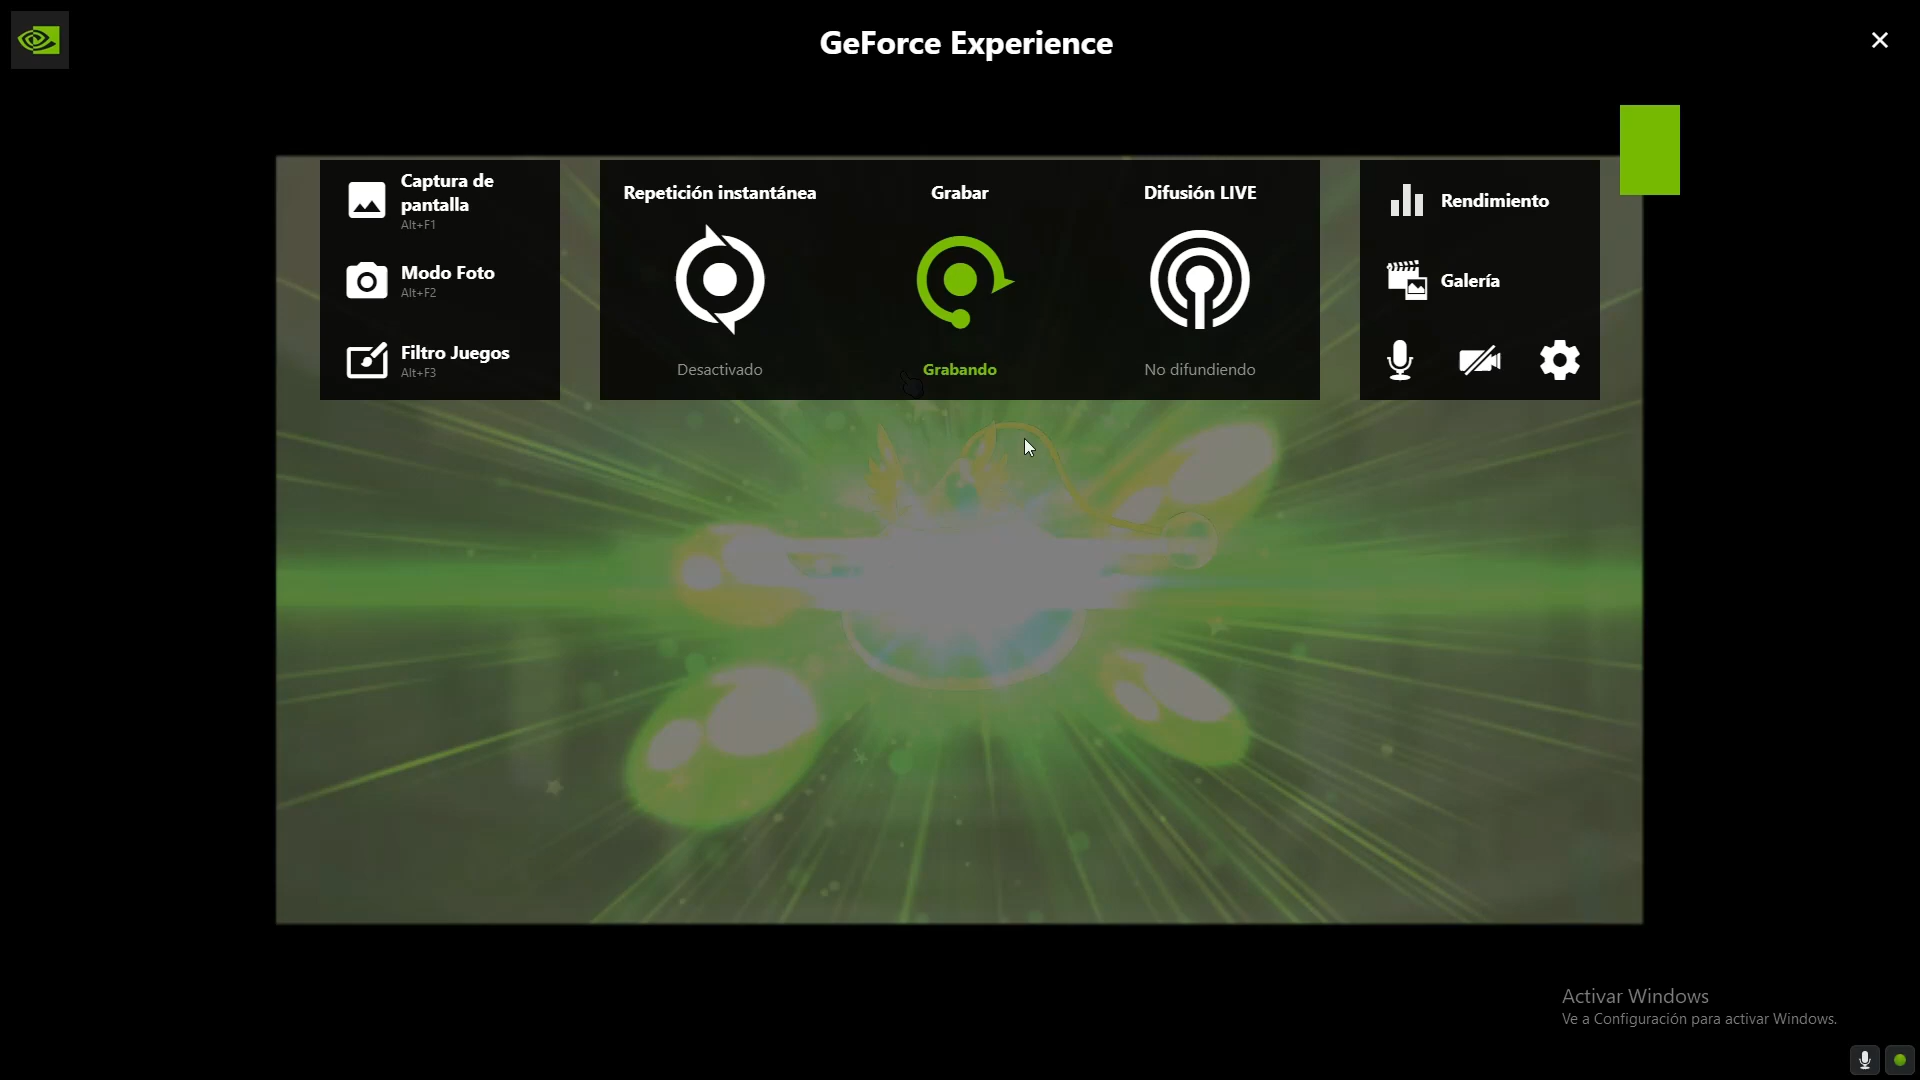 GeForce Experience
Captura de
pantalla
Alt+F1
Modo Foto
Alt+F2
Filtro Juegos
Alt+F3
Repetición instantánea
Desactivado
Grabar
Grabando
Difusión LIVE
No difundiendo
Rendimiento
Galería
Activar Windows
Ve a Configuración para activar Windows.